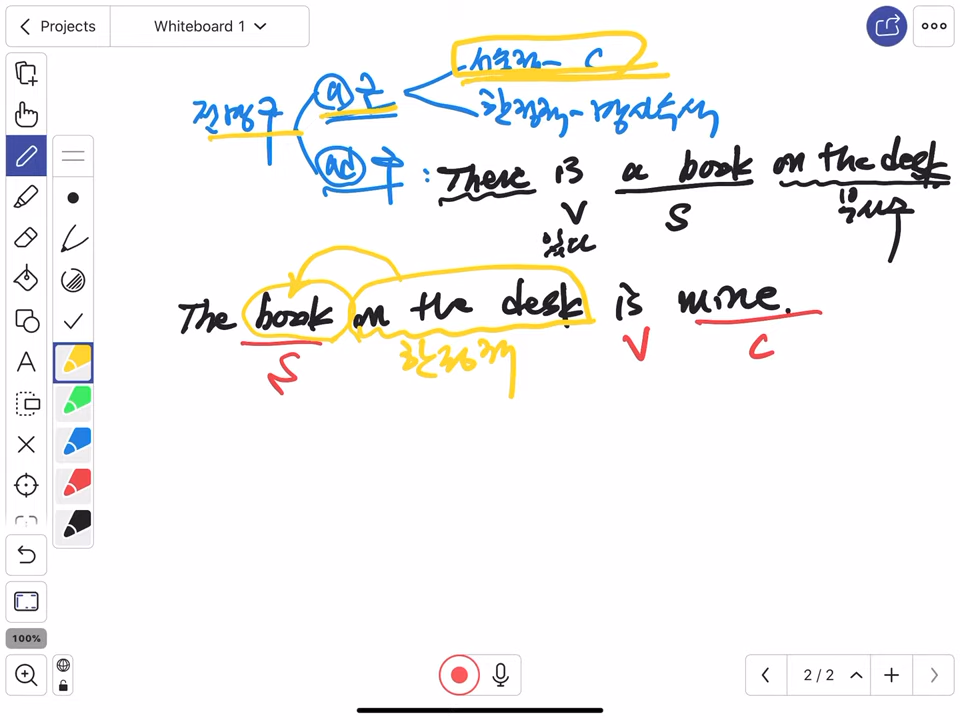 Projects
Whiteboard 1
서술적 - C
전명구
ⓐ구
한정적 - 명사수식
ad 구 : There is a book on the desk
V
S
있다
The book on the desk is mine.
S
한정적
V
C
A
100%
2/2